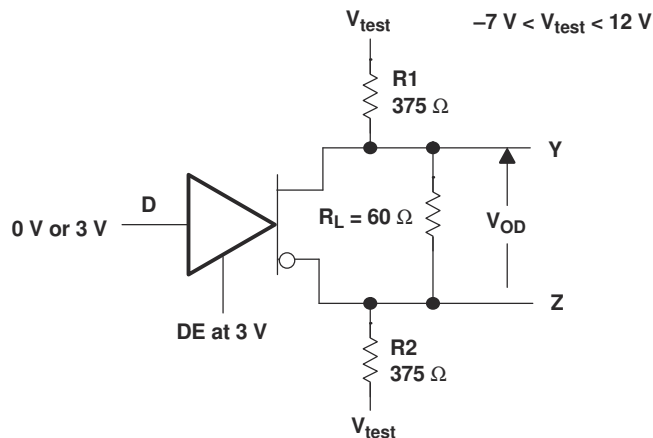 V_test
–7 V < V_test < 12 V
R1
375 Ω
Y
D
0 V or 3 V
R_L = 60 Ω
V_OD
Z
DE at 3 V
R2
375 Ω
V_test